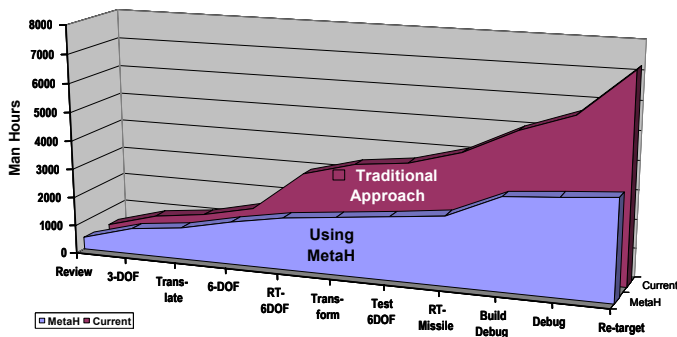 8000
7000
6000
5000
4000
3000
2000
1000
0
Man Hours
Traditional
Approach
Using
MetaH
Review
3-DOF
Trans-
late
6-DOF
RT-
6DOF
Trans-
form
Test
6DOF
RT-
Missile
Build
Debug
Debug
Re-target
Current
MetaH
MetaH
Current